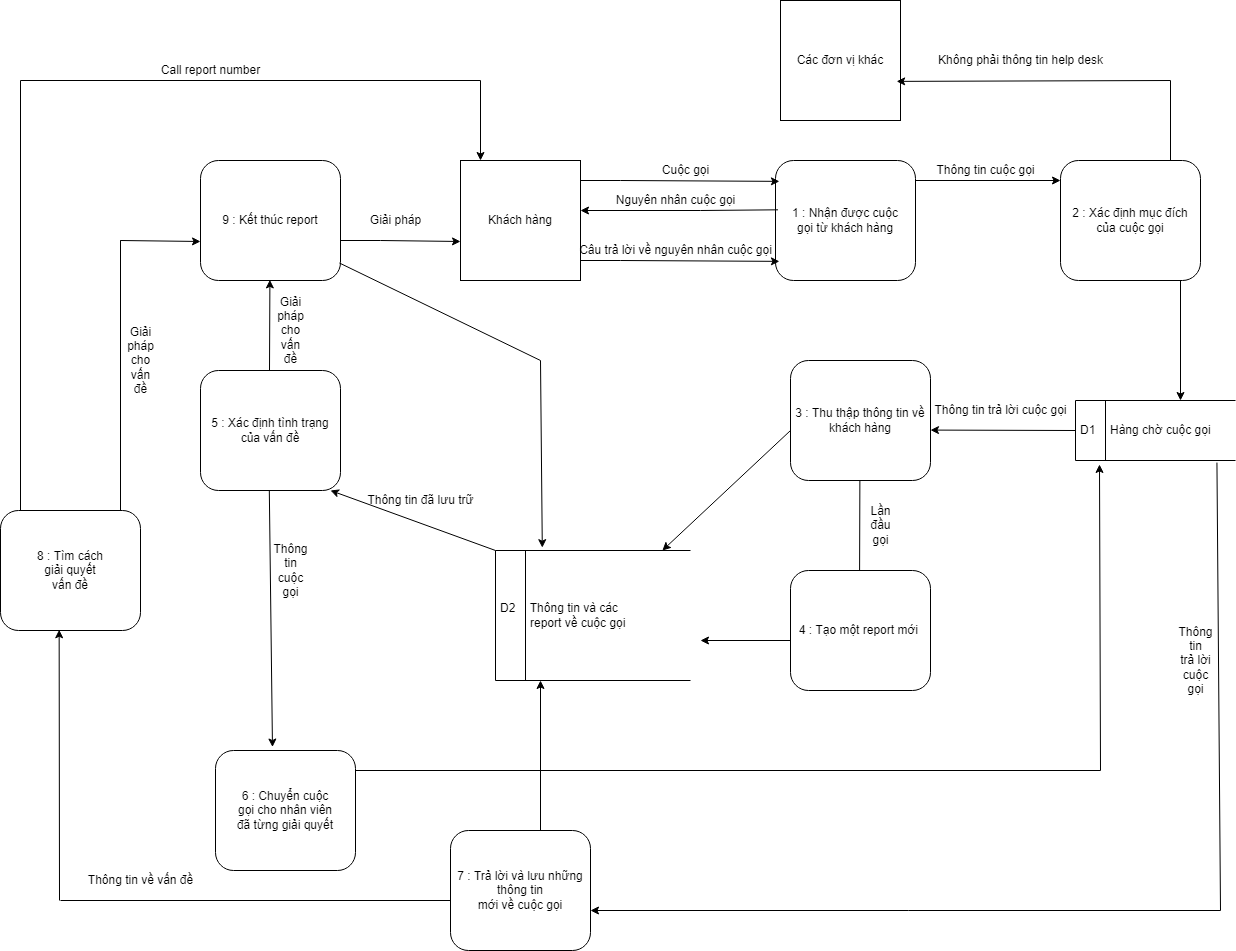 Các đơn vị khác
Không phải thông tin help desk
Call report number
9 : Kết thúc report
Giải pháp
Khách hàng
Cuộc gọi
Nguyên nhân cuộc gọi
Câu trả lời về nguyên nhân cuộc gọi
1 : Nhận được cuộc
gọi từ khách hàng
Thông tin cuộc gọi
2 : Xác định mục đích
của cuộc gọi
Giải
pháp
cho
vấn
đề
Giải
pháp
cho
vấn
đề
5 : Xác định tình trạng
của vấn đề
3 : Thu thập thông tin về
khách hàng
Thông tin trả lời cuộc gọi
D1
Hàng chờ cuộc gọi
Thông tin đã lưu trữ
Lần
đầu
gọi
8 : Tìm cách
giải quyết
vấn đề
Thông
tin
cuộc
gọi
D2
Thông tin và các
report về cuộc gọi
4 : Tạo một report mới
Thông
tin
trả lời
cuộc
gọi
6 : Chuyển cuộc
gọi cho nhân viên
đã từng giải quyết
Thông tin về vấn đề
7 : Trả lời và lưu những
thông tin
mới về cuộc gọi